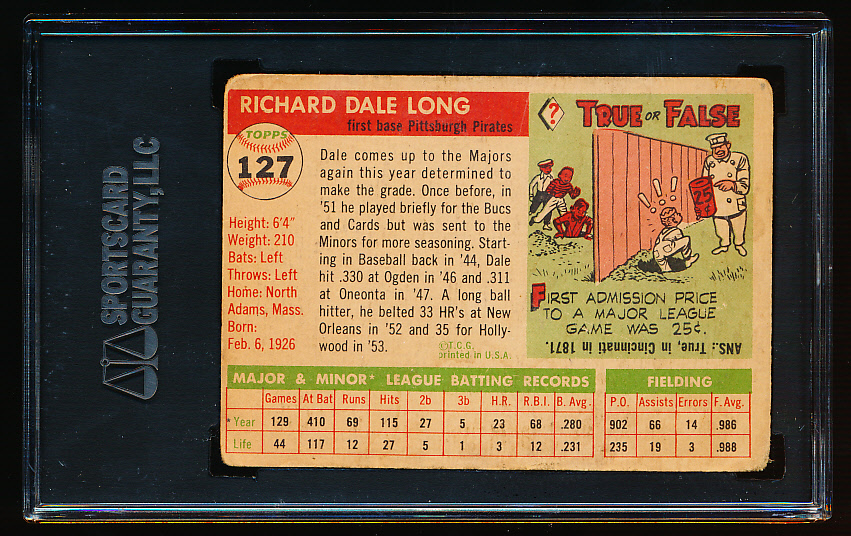 SPORTSCARD
GUARANTY, LLC
RICHARD DALE LONG
first base Pittsburgh Pirates
TOPPS
127
Height: 6'4"
Weight: 210
Bats: Left
Throws: Left
Home: North
Adams, Mass.
Born:
Feb. 6, 1926
Dale comes up to the Majors
again this year determined to
make the grade. Once before, in
'51 he played briefly for the Bucs
and Cards but was sent to the
Minors for more seasoning. Start-
ing in Baseball back in '44, Dale
hit .330 at Ogden in '46 and .311
at Oneonta in '47. A long ball
hitter, he belted 33 HR's at New
Orleans in '52 and 35 for Holly-
wood in '53.
©T.C.G.
printed in U.S.A.
?
TRUE OR FALSE
25¢
! ! !
FIRST ADMISSION PRICE
TO A MAJOR LEAGUE
GAME WAS 25¢.
ANS.: True, in Cincinnati in 1871.
MAJOR & MINOR* LEAGUE BATTING RECORDS FIELDING
Games At Bat Runs Hits 2b 3b H.R. R.B.I. B. Avg. P.O. Assists Errors F. Avg.
*Year 129 410 69 115 27 5 23 68 .280 902 66 14 .986
Life 44 117 12 27 5 1 3 12 .231 235 19 3 .988